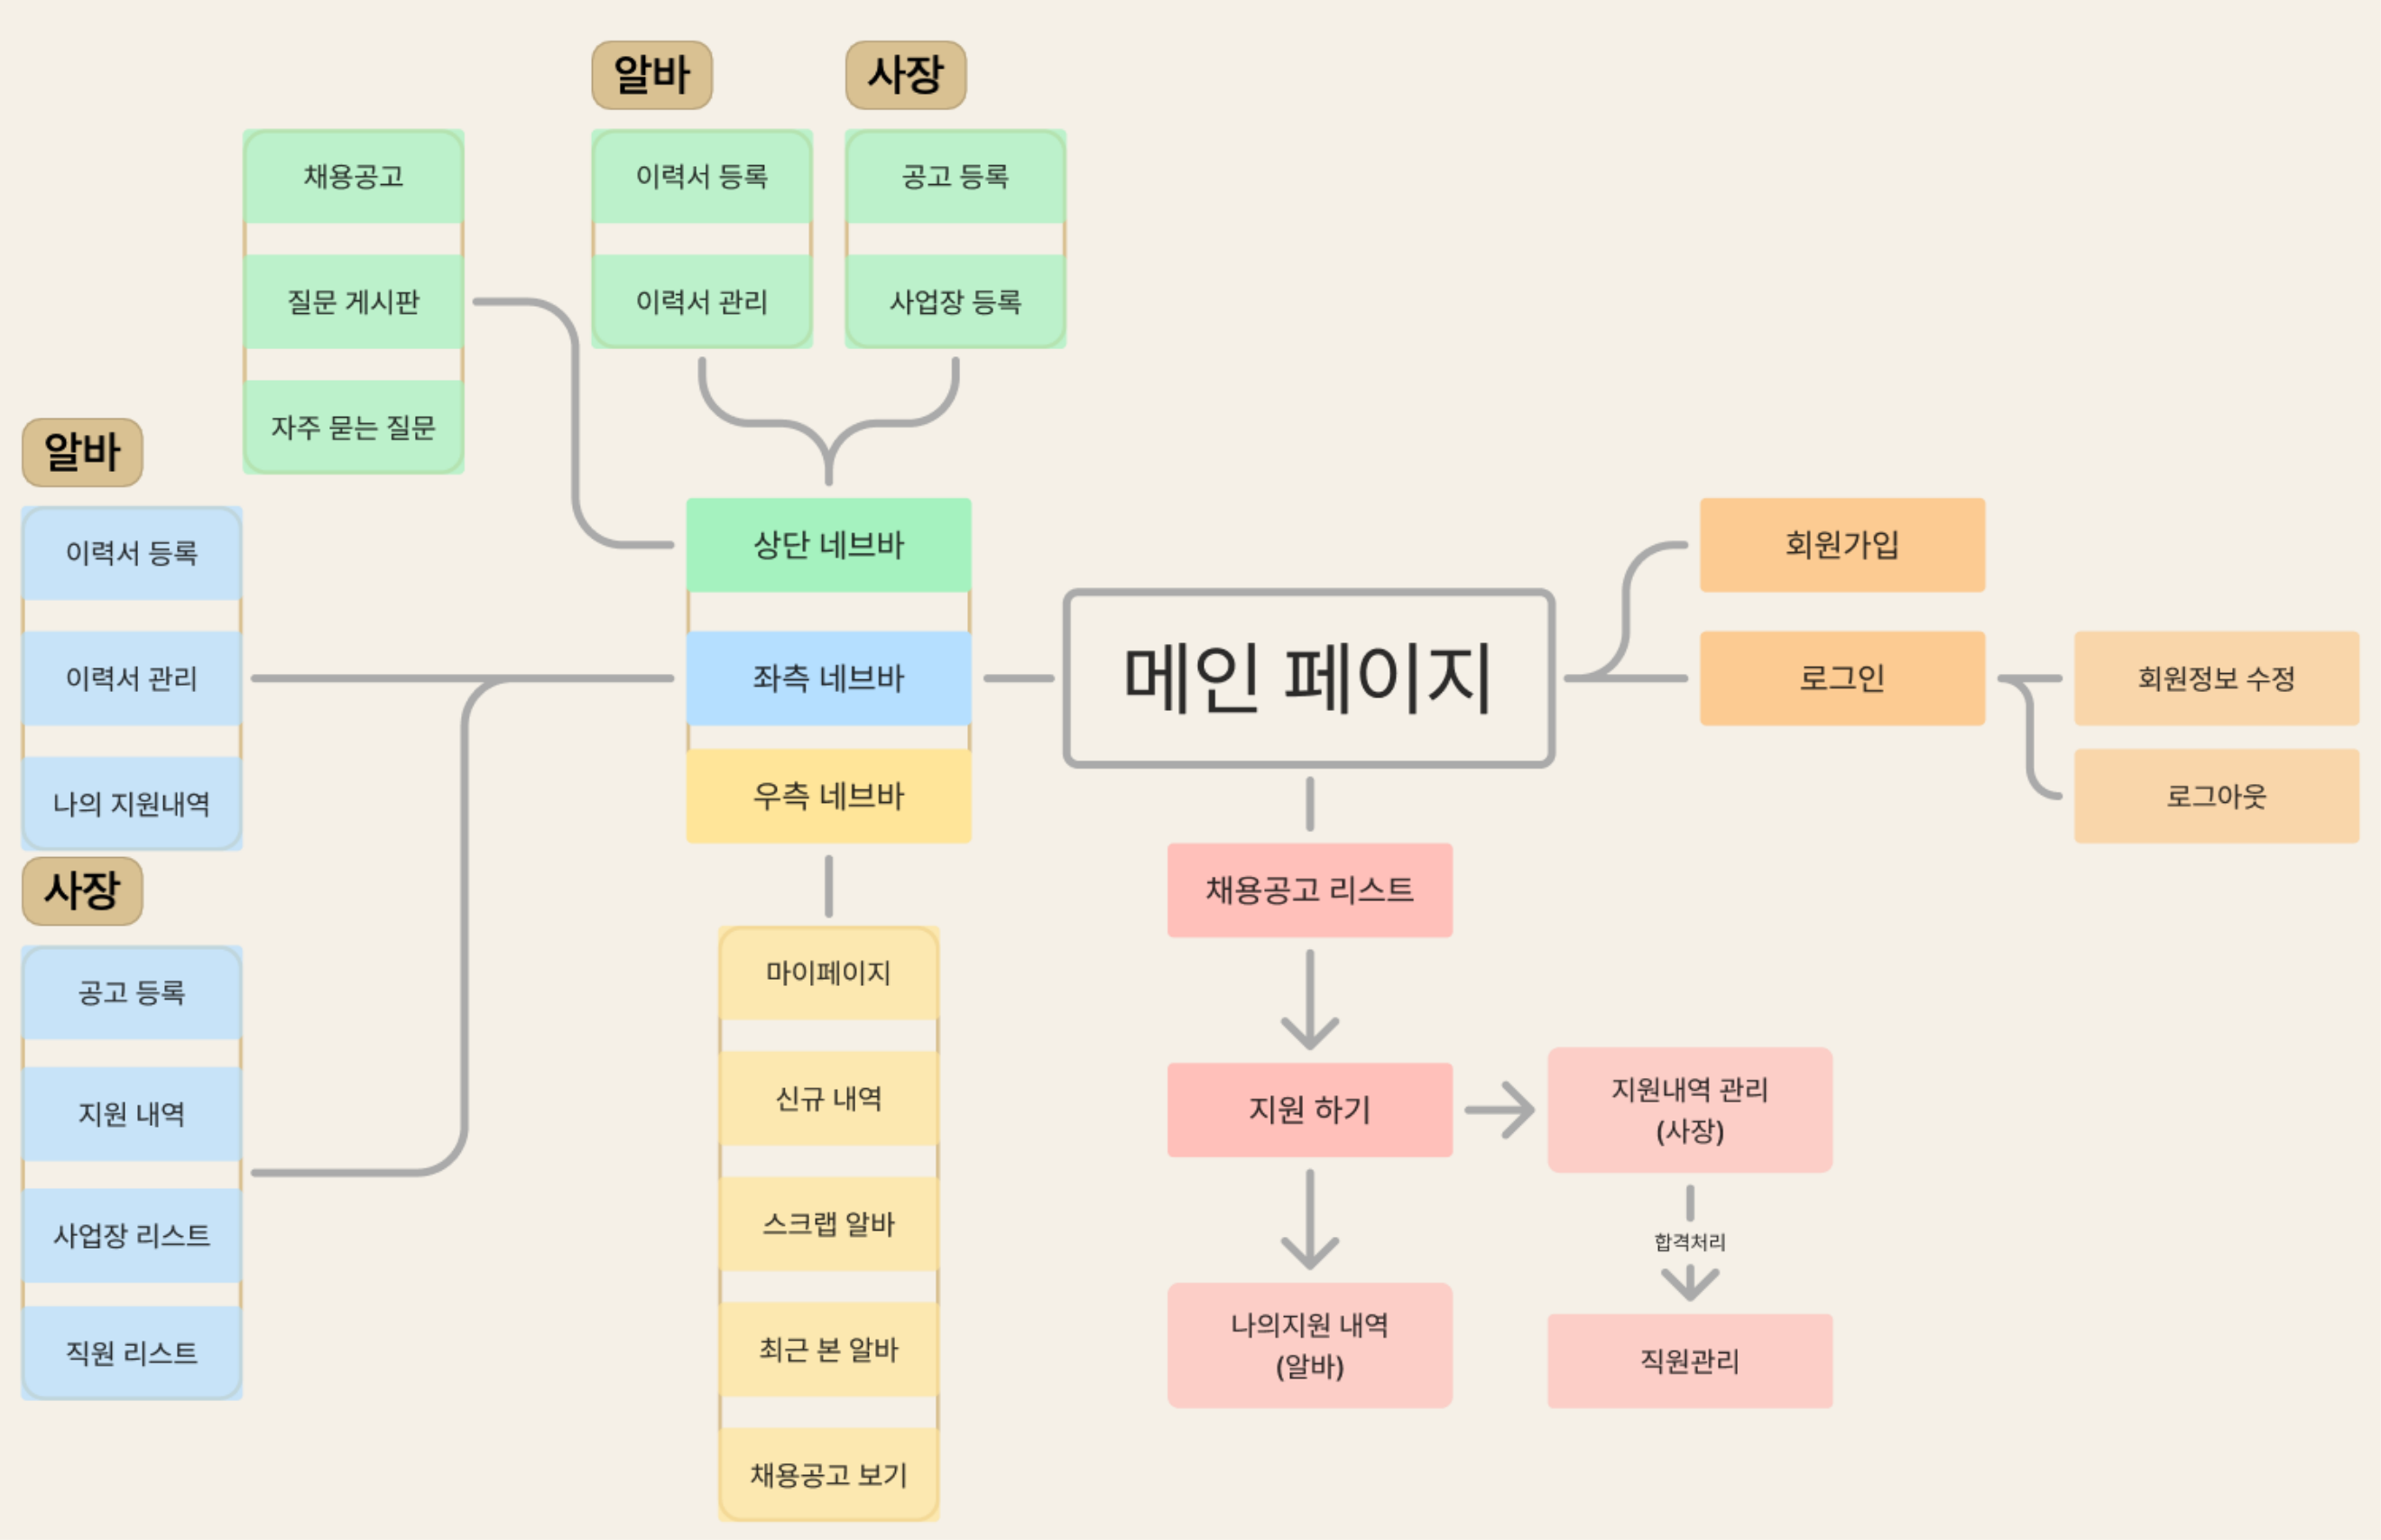 알바
사장
채용공고
이력서 등록
공고 등록
질문 게시판
이력서 관리
사업장 등록
자주 묻는 질문
알바
이력서 등록
이력서 관리
나의 지원내역
사장
공고 등록
지원 내역
사업장 리스트
직원 리스트
상단 네브바
좌측 네브바
우측 네브바
마이페이지
신규 내역
스크랩 알바
최근 본 알바
채용공고 보기
메인 페이지
회원가입
로그인
회원정보 수정
로그아웃
채용공고 리스트
지원 하기
지원내역 관리
(사장)
합격처리
나의지원 내역
(알바)
직원관리